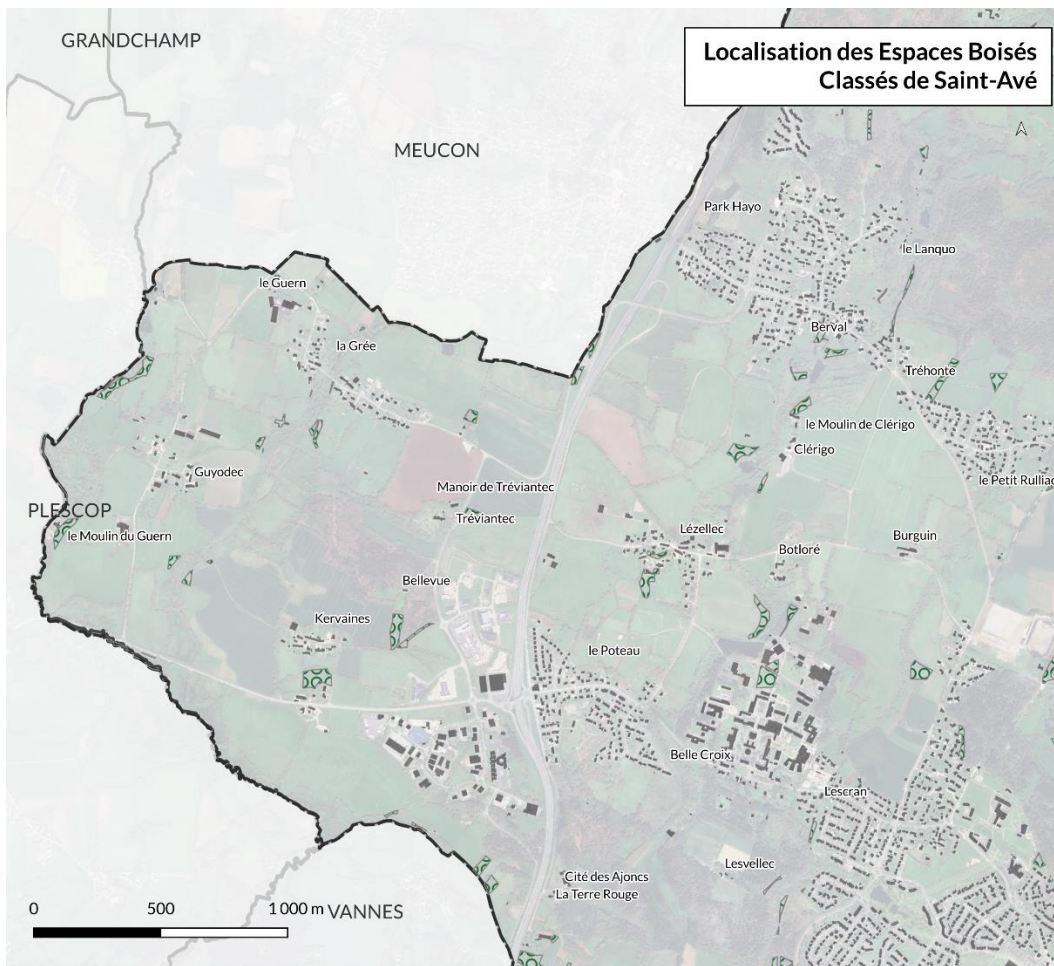 GRANDCHAMP
Localisation des Espaces Boisés
Classés de Saint-Avé
MEUCON
Park Hayo
le Lanquo
le Guern
Berval
la Grée
Tréhonte
le Moulin de Clérigo
Clérigo
Guyodec
le Petit Rulliac
Manoir de Tréviantec
PLESCOP
Tréviantec
le Moulin du Guern
Lézellec
Burguin
Botloré
Bellevue
Kervaines
le Poteau
Belle Croix
Lescran
Lesvellec
Cité des Ajoncs
La Terre Rouge
0 500 1 000 m
VANNES